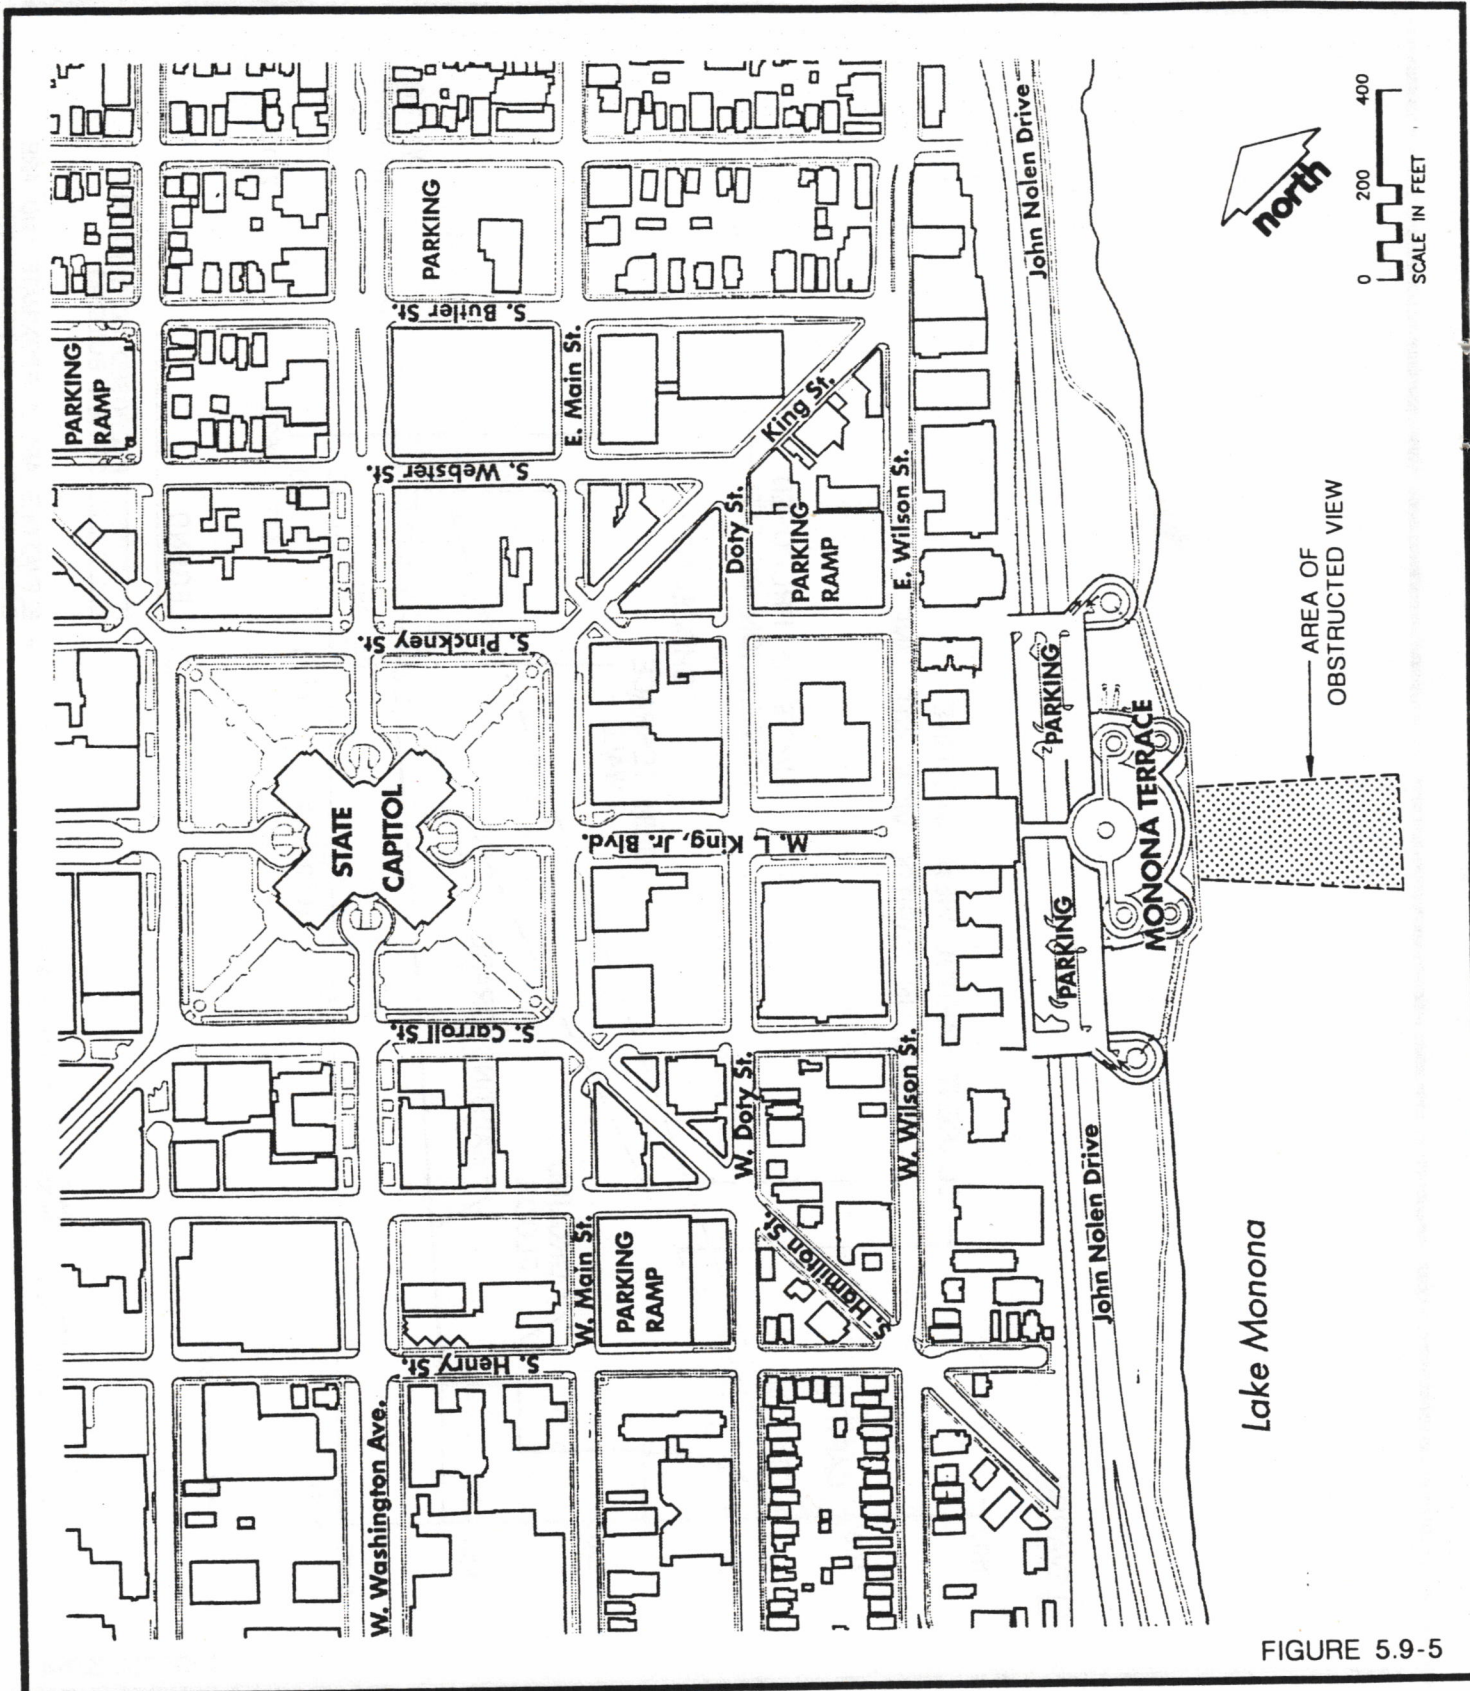 John Nolen Drive
400
200
0
SCALE IN FEET
north
PARKING
S. Butler St.
PARKING
RAMP
E. Main St.
King St.
S. Webster St.
E. Wilson St.
Doty St.
PARKING
RAMP
AREA OF
OBSTRUCTED VIEW
S. Pinckney St.
PARKING
MONONA TERRACE
STATE
CAPITOL
M. L. King, Jr. Blvd.
PARKING
S. Carroll St.
W. Doty St.
W. Wilson St.
John Nolen Drive
Lake Monona
S. Hamilton St.
W. Main St.
PARKING
RAMP
S. Henry St.
W. Washington Ave.
FIGURE 5.9-5